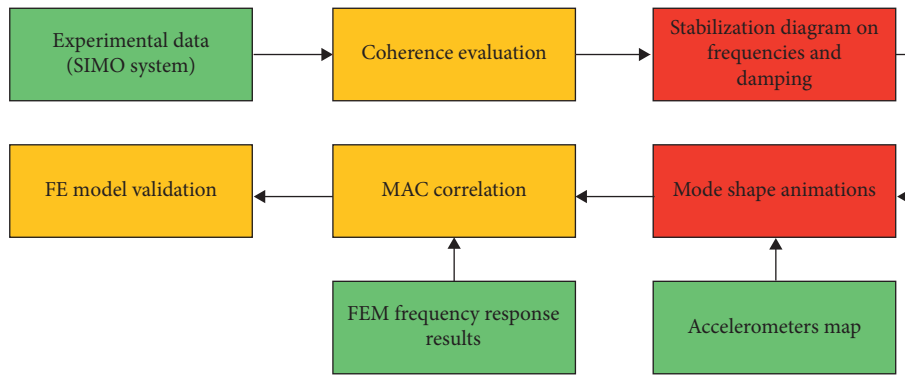 Experimental data
(SIMO system)
Coherence evaluation
Stabilization diagram on
frequencies and
damping
FE model validation
MAC correlation
Mode shape animations
FEM frequency response
results
Accelerometers map